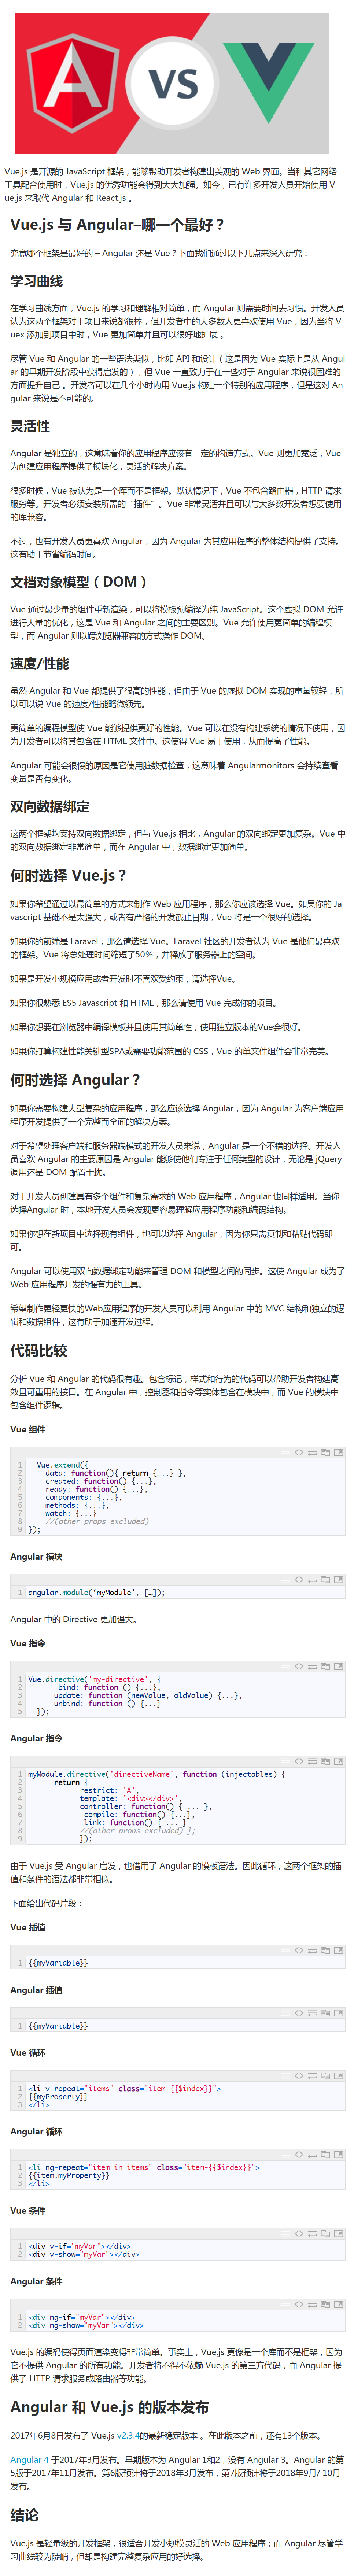 VS
Vue.js 是开源的 JavaScript 框架，能够帮助开发者构建出美观的 Web 界面。当和其它网络
工具配合使用时，Vue.js 的优秀功能会得到大大加强。如今，已有许多开发人员开始使用 V
ue.js 来取代 Angular 和 React.js 。
Vue.js 与 Angular–哪一个最好？
究竟哪个框架是最好的 – Angular 还是 Vue？下面我们通过以下几点来深入研究：
学习曲线
在学习曲线方面，Vue.js 的学习和理解相对简单，而 Angular 则需要时间去习惯。开发人员
认为这两个框架对于项目来说都很棒，但开发者中的大多数人更喜欢使用 Vue，因为当将 V
uex 添加到项目中时，Vue 更加简单并且可以很好地扩展 。
尽管 Vue 和 Angular 的一些语法类似，比如 API 和设计（这是因为 Vue 实际上是从 Angul
ar 的早期开发阶段中获得启发的），但 Vue 一直致力于在一些对于 Angular 来说很困难的
方面提升自己 。开发者可以在几个小时内用 Vue.js 构建一个特别的应用程序，但是这对 An
gular 来说是不可能的。
灵活性
Angular 是独立的，这意味着你的应用程序应该有一定的构造方式。Vue 则更加宽泛，Vue
为创建应用程序提供了模块化，灵活的解决方案。
很多时候，Vue 被认为是一个库而不是框架。默认情况下，Vue 不包含路由器，HTTP 请求
服务等。开发者必须安装所需的“插件”。Vue 非常灵活并且可以与大多数开发者想要使用
的库兼容。
不过，也有开发人员更喜欢 Angular，因为 Angular 为其应用程序的整体结构提供了支持。
这有助于节省编码时间。
文档对象模型（DOM）
Vue 通过最少量的组件重新渲染，可以将模板预编译为纯 JavaScript。这个虚拟 DOM 允许
进行大量的优化，这是 Vue 和 Angular 之间的主要区别。Vue 允许使用更简单的编程模
型，而 Angular 则以跨浏览器兼容的方式操作 DOM。
速度/性能
虽然 Angular 和 Vue 都提供了很高的性能，但由于 Vue 的虚拟 DOM 实现的重量较轻，所
以可以说 Vue 的速度/性能略微领先。
更简单的编程模型使 Vue 能够提供更好的性能。Vue 可以在没有构建系统的情况下使用，因
为开发者可以将其包含在 HTML 文件中。这使得 Vue 易于使用，从而提高了性能。
Angular 可能会很慢的原因是它使用脏数据检查，这意味着 Angularmonitors 会持续查看
变量是否有变化。
双向数据绑定
这两个框架均支持双向数据绑定，但与 Vue.js 相比，Angular 的双向绑定更加复杂。Vue 中
的双向数据绑定非常简单，而在 Angular 中，数据绑定更加简单。
何时选择 Vue.js？
如果你希望通过以最简单的方式来制作 Web 应用程序，那么你应该选择 Vue。如果你的 Ja
vascript 基础不是太强大，或者有严格的开发截止日期，Vue 将是一个很好的选择。
如果你的前端是 Laravel，那么请选择 Vue。Laravel 社区的开发者认为 Vue 是他们最喜欢
的框架。Vue 将总处理时间缩短了50%，并释放了服务器上的空间。
如果是开发小规模应用或者开发时不喜欢受约束，请选择Vue。
如果你很熟悉 ES5 Javascript 和 HTML，那么请使用 Vue 完成你的项目。
如果你想要在浏览器中编译模板并且使用其简单性，使用独立版本的Vue会很好。
如果你打算构建性能关键型SPA或需要功能范围的 CSS，Vue 的单文件组件会非常完美。
何时选择 Angular？
如果你需要构建大型复杂的应用程序，那么应该选择 Angular，因为 Angular 为客户端应用
程序开发提供了一个完整而全面的解决方案。
对于希望处理客户端和服务器端模式的开发人员来说，Angular 是一个不错的选择。开发人
员喜欢 Angular 的主要原因是 Angular 能够使他们专注于任何类型的设计，无论是 jQuery
调用还是 DOM 配置干扰。
对于开发人员创建具有多个组件和复杂需求的 Web 应用程序，Angular 也同样适用。当你
选择Angular 时，本地开发人员会发现更容易理解应用程序功能和编码结构。
如果你想在新项目中选择现有组件，也可以选择 Angular，因为你只需复制和粘贴代码即
可。
Angular 可以使用双向数据绑定功能来管理 DOM 和模型之间的同步。这使 Angular 成为了
Web 应用程序开发的强有力的工具。
希望制作更轻更快的Web应用程序的开发人员可以利用 Angular 中的 MVC 结构和独立的逻
辑和数据组件，这有助于加速开发过程。
代码比较
分析 Vue 和 Angular 的代码很有趣。包含标记，样式和行为的代码可以帮助开发者构建高
效且可重用的接口。在 Angular 中，控制器和指令等实体包含在模块中，而 Vue 的模块中
包含组件逻辑。
Vue 组件
1 Vue.extend({
2 data: function(){ return {...} },
3 created: function() {...},
4 ready: function() {...},
5 components: {...},
6 methods: {...},
7 watch: {...}
8 //(other props excluded)
9 });
Angular 模块
1 angular.module('myModule', […]);
Angular 中的 Directive 更加强大。
Vue 指令
1 Vue.directive('my-directive', {
2 bind: function () {...},
3 update: function (newValue, oldValue) {...},
4 unbind: function () {...}
5 });
Angular 指令
1 myModule.directive('directiveName', function (injectables) {
2 return {
3 restrict: 'A',
4 template: '<div></div>',
5 controller: function() { ... },
6 compile: function() {...},
7 link: function() { ... }
8 //(other props excluded) };
9 });
由于 Vue.js 受 Angular 启发，也借用了 Angular 的模板语法。因此循环，这两个框架的插
值和条件的语法都非常相似。
下面给出代码片段：
Vue 插值
1 {{myVariable}}
Angular 插值
1 {{myVariable}}
Vue 循环
1 <li v-repeat="items" class="item-{{$index}}">
2 {{myProperty}}
3 </li>
Angular 循环
1 <li ng-repeat="item in items" class="item-{{$index}}">
2 {{item.myProperty}}
3 </li>
Vue 条件
1 <div v-if="myVar"></div>
2 <div v-show="myVar"></div>
Angular 条件
1 <div ng-if="myVar"></div>
2 <div ng-show="myVar"></div>
Vue.js 的编码使得页面渲染变得非常简单。事实上，Vue.js 更像是一个库而不是框架，因为
它不提供 Angular 的所有功能。开发者将不得不依赖 Vue.js 的第三方代码，而 Angular 提
供了 HTTP 请求服务或路由器等功能。
Angular 和 Vue.js 的版本发布
2017年6月8日发布了 Vue.js v2.3.4的最新稳定版本 。在此版本之前，还有13个版本。
Angular 4 于2017年3月发布。早期版本为 Angular 1和2，没有 Angular 3。Angular 的第
5版于2017年11月发布。第6版预计将于2018年3月发布，第7版预计将于2018年9月/ 10月
发布。
结论
Vue.js 是轻量级的开发框架，很适合开发小规模灵活的 Web 应用程序；而 Angular 尽管学
习曲线较为陡峭，但却是构建完整复杂应用的好选择。